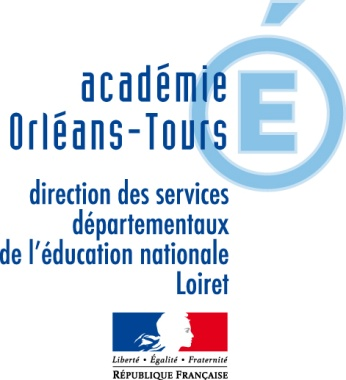 académie
Orléans-Tours
É
direction des services
départementaux
de l'éducation nationale
Loiret
Liberté • Égalité • Fraternité
RÉPUBLIQUE FRANÇAISE